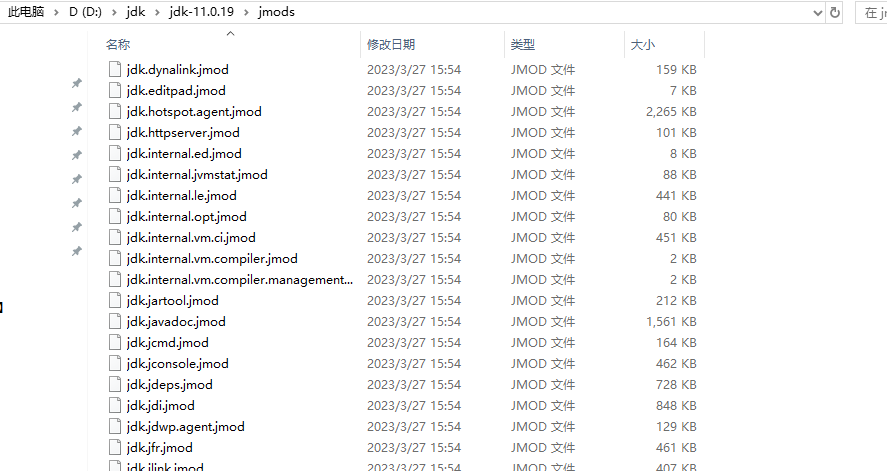 此电脑 > D (D:) > jdk > jdk-11.0.19 > jmods
名称 修改日期 类型 大小
jdk.dynalink.jmod 2023/3/27 15:54 JMOD 文件 159 KB
jdk.editpad.jmod 2023/3/27 15:54 JMOD 文件 7 KB
jdk.hotspot.agent.jmod 2023/3/27 15:54 JMOD 文件 2,265 KB
jdk.httpserver.jmod 2023/3/27 15:54 JMOD 文件 101 KB
jdk.internal.ed.jmod 2023/3/27 15:54 JMOD 文件 8 KB
jdk.internal.jvmstat.jmod 2023/3/27 15:54 JMOD 文件 88 KB
jdk.internal.le.jmod 2023/3/27 15:54 JMOD 文件 441 KB
jdk.internal.opt.jmod 2023/3/27 15:54 JMOD 文件 80 KB
jdk.internal.vm.ci.jmod 2023/3/27 15:54 JMOD 文件 451 KB
jdk.internal.vm.compiler.jmod 2023/3/27 15:54 JMOD 文件 2 KB
jdk.internal.vm.compiler.management... 2023/3/27 15:54 JMOD 文件 2 KB
jdk.jartool.jmod 2023/3/27 15:54 JMOD 文件 212 KB
jdk.javadoc.jmod 2023/3/27 15:54 JMOD 文件 1,561 KB
jdk.jcmd.jmod 2023/3/27 15:54 JMOD 文件 164 KB
jdk.jconsole.jmod 2023/3/27 15:54 JMOD 文件 462 KB
jdk.jdeps.jmod 2023/3/27 15:54 JMOD 文件 728 KB
jdk.jdi.jmod 2023/3/27 15:54 JMOD 文件 848 KB
jdk.jdwp.agent.jmod 2023/3/27 15:54 JMOD 文件 129 KB
jdk.jfr.jmod 2023/3/27 15:54 JMOD 文件 461 KB
jdk.jlink.jmod 2023/3/27 15:54 JMOD 文件 407 KB